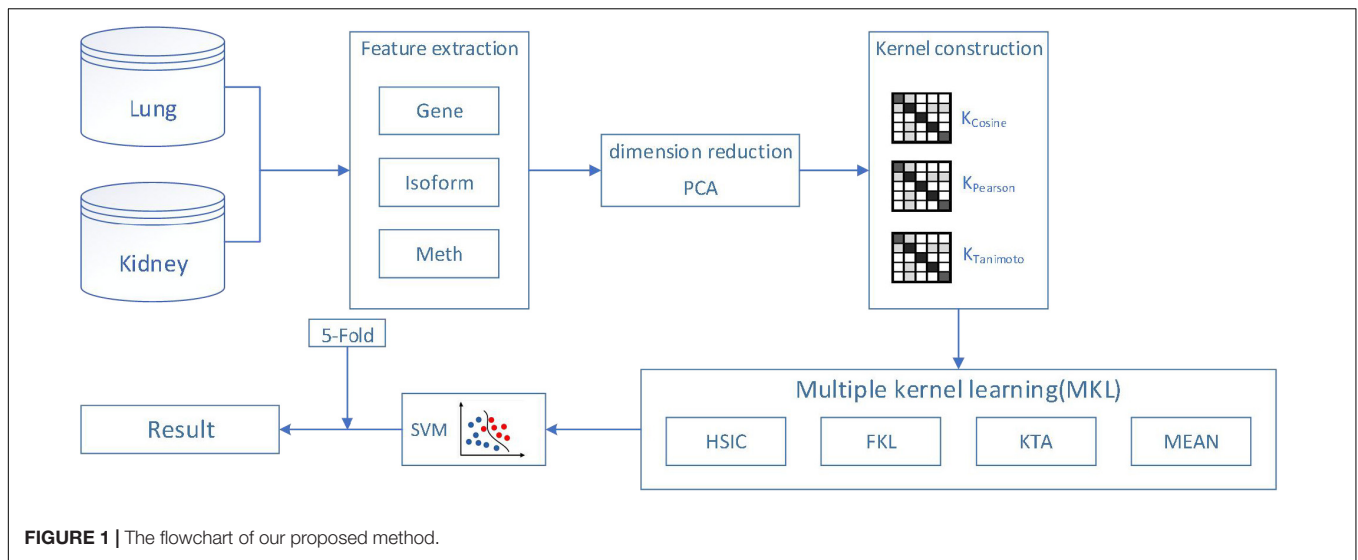 Lung
Kidney
Feature extraction
Gene
Isoform
Meth
dimension reduction
PCA
Kernel construction
KCosine
KPearson
KTanimoto
Multiple kernel learning(MKL)
HSIC
FKL
KTA
MEAN
SVM
5-Fold
Result
FIGURE 1 | The flowchart of our proposed method.